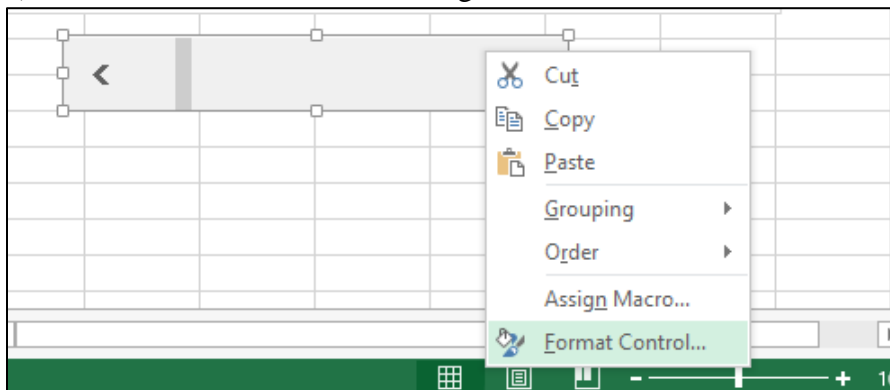 Cut
Copy
Paste
Grouping
Order
Assign Macro...
Format Control...